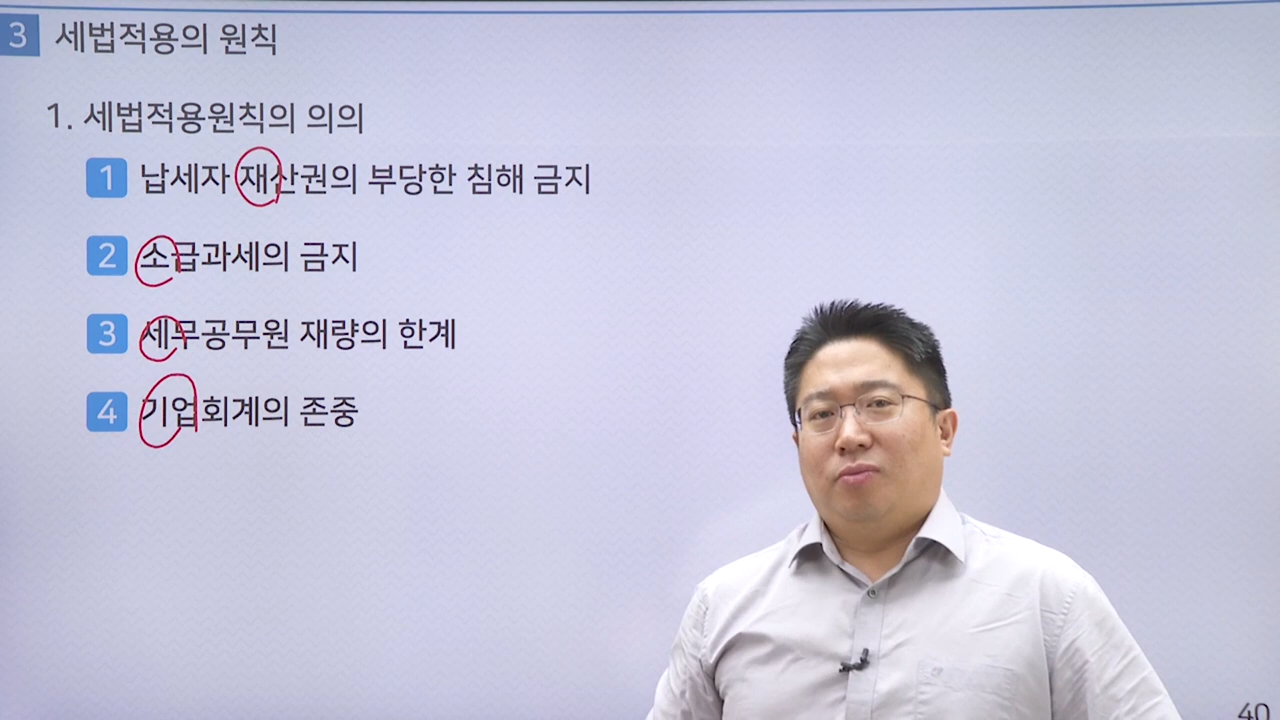 3 세법적용의 원칙
1. 세법적용원칙의 의의
1 납세자 재산권의 부당한 침해 금지
2 소급과세의 금지
3 세무공무원 재량의 한계
4 기업회계의 존중
40